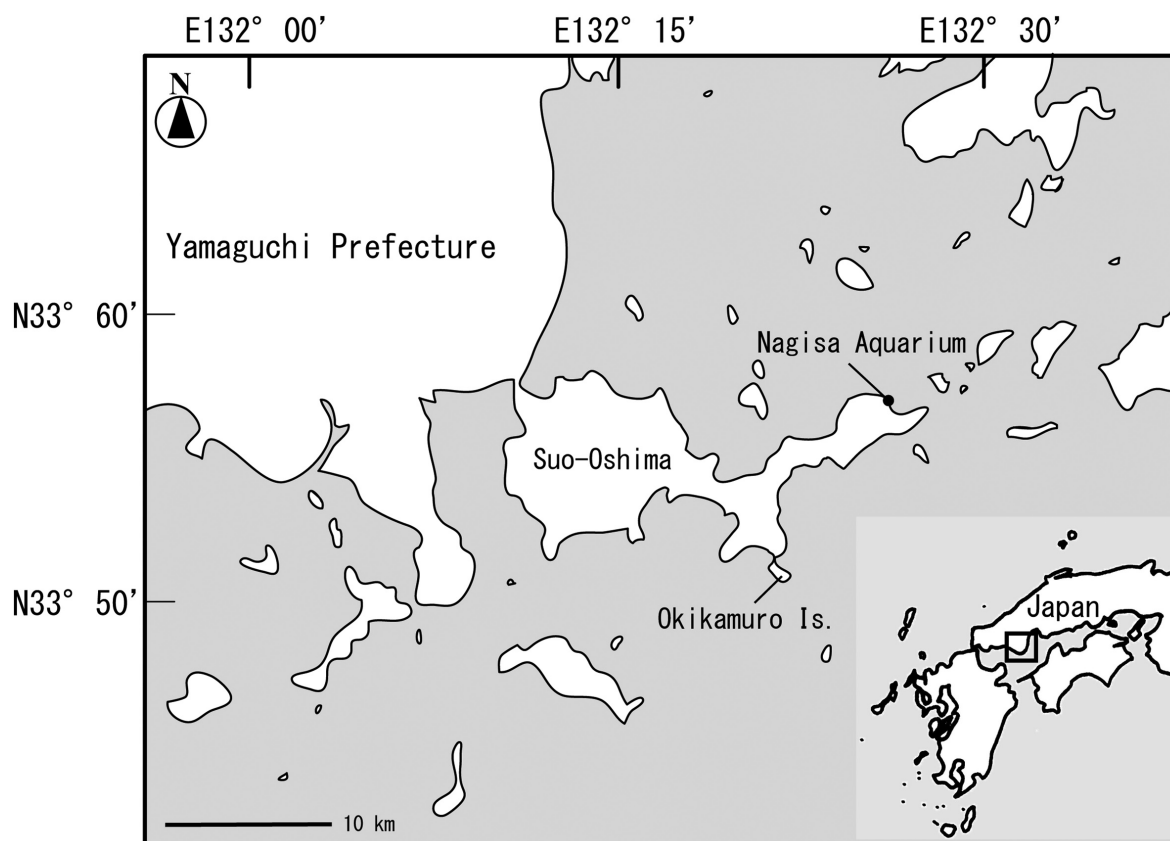 E132° 00' E132° 15' E132° 30'
N
Yamaguchi Prefecture
N33° 60'
Nagisa Aquarium
Suo-Oshima
N33° 50'
Okikamuro Is.
Japan
10 km